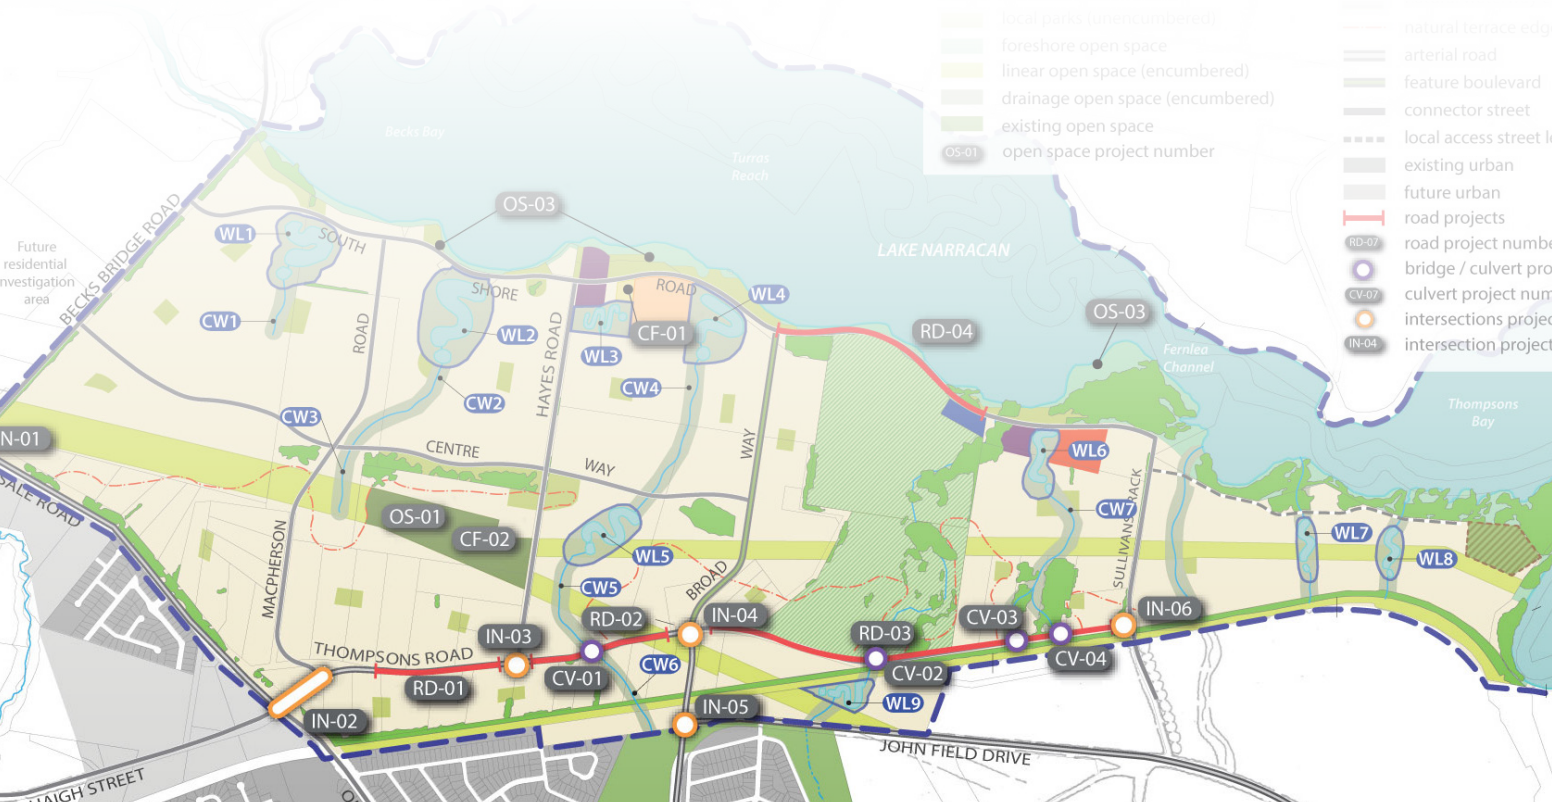 local parks (unencumbered)
foreshore open space
linear open space (encumbered)
drainage open space (encumbered)
existing open space
OS-01 open space project number
natural terrace edge
arterial road
feature boulevard
connector street
local access street le
existing urban
future urban
road projects
RD-07 road project numbe
bridge / culvert pro
CV-07 culvert project num
intersections projec
IN-04 intersection project
Becks Bay
Turras
Reach
LAKE NARRACAN
Fernlea
Channel
Thompsons
Bay
Future
residential
investigation
area
BECKS BRIDGE ROAD
WL1
SOUTH
OS-03
SHORE
ROAD
WL4
CW1
ROAD
WL2
HAYES ROAD
WL3
CF-01
RD-04
OS-03
CW2
CW4
CW3
CENTRE
WAY
WAY
WL6
CW7
SULLIVANS TRACK
IN-01
SALE ROAD
OS-01
CF-02
WL5
CW5
WL7
WL8
MACPHERSON
BROAD
RD-02
IN-04
IN-03
THOMPSONS ROAD
RD-01
CV-01
CW6
RD-03
CV-02
CV-03
CV-04
IN-06
IN-02
IN-05
WL9
JOHN FIELD DRIVE
HAIGH STREET